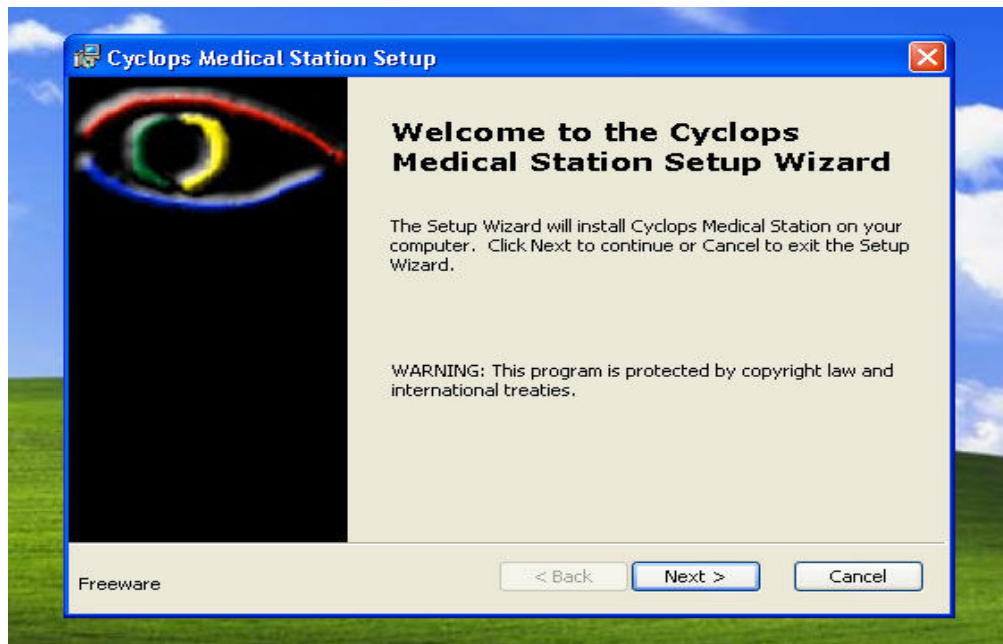 Cyclops Medical Station Setup
Welcome to the Cyclops
Medical Station Setup Wizard
The Setup Wizard will install Cyclops Medical Station on your
computer. Click Next to continue or Cancel to exit the Setup
Wizard.
WARNING: This program is protected by copyright law and
international treaties.
Freeware
< Back
Next >
Cancel